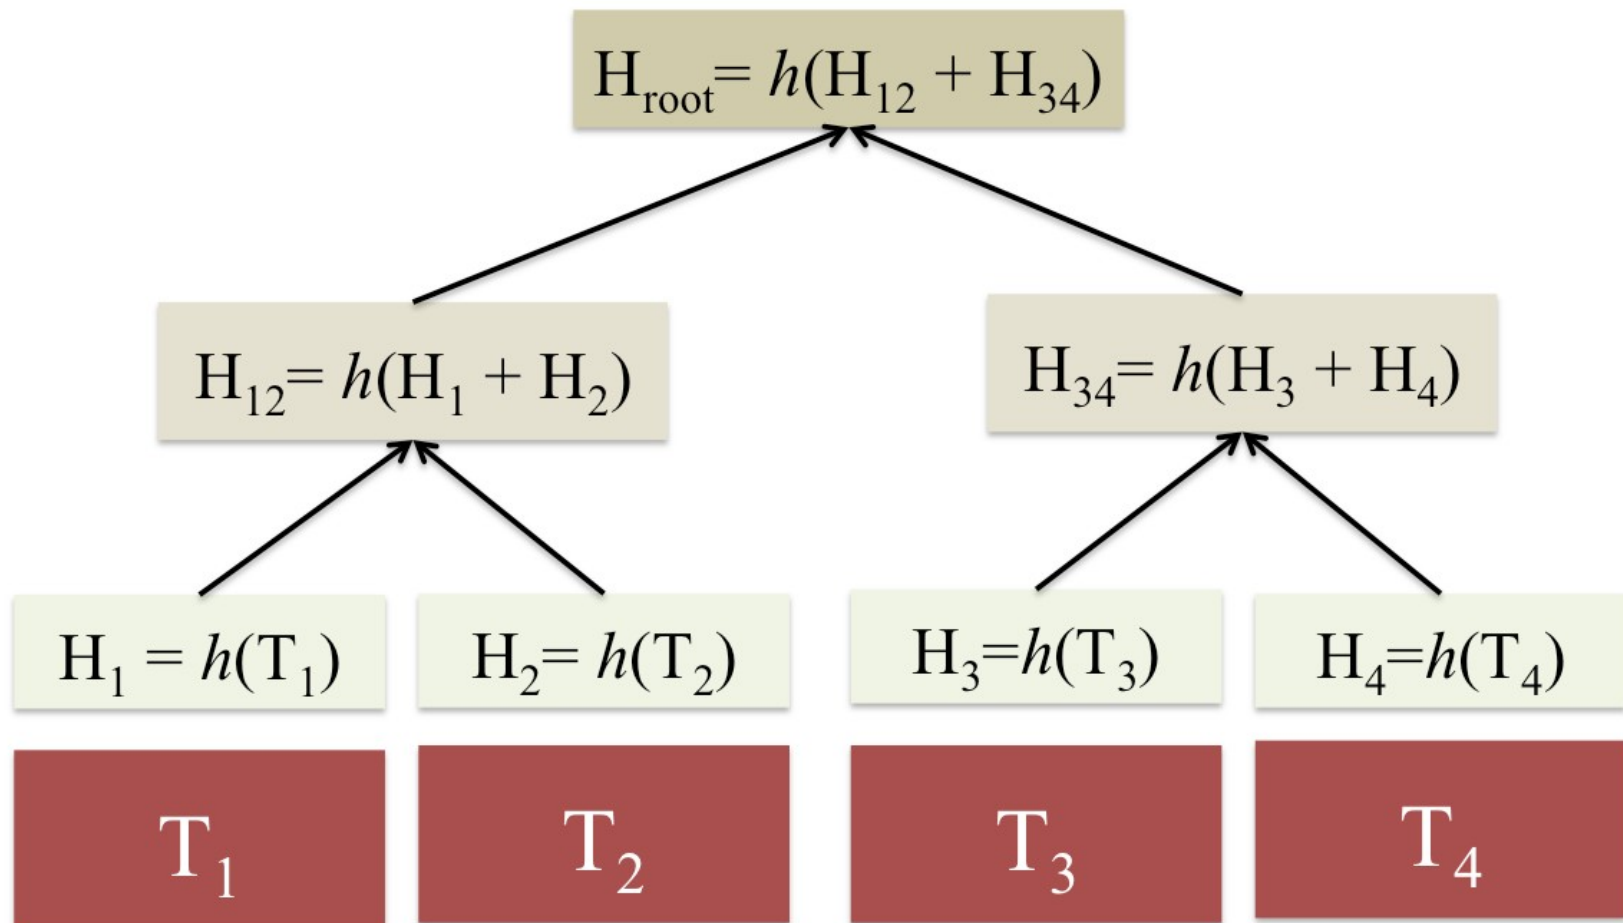 H₍root₎= h(H₁₂ + H₃₄)
H₁₂= h(H₁ + H₂)
H₃₄= h(H₃ + H₄)
H₁ = h(T₁)
H₂= h(T₂)
H₃=h(T₃)
H₄=h(T₄)
T₁
T₂
T₃
T₄